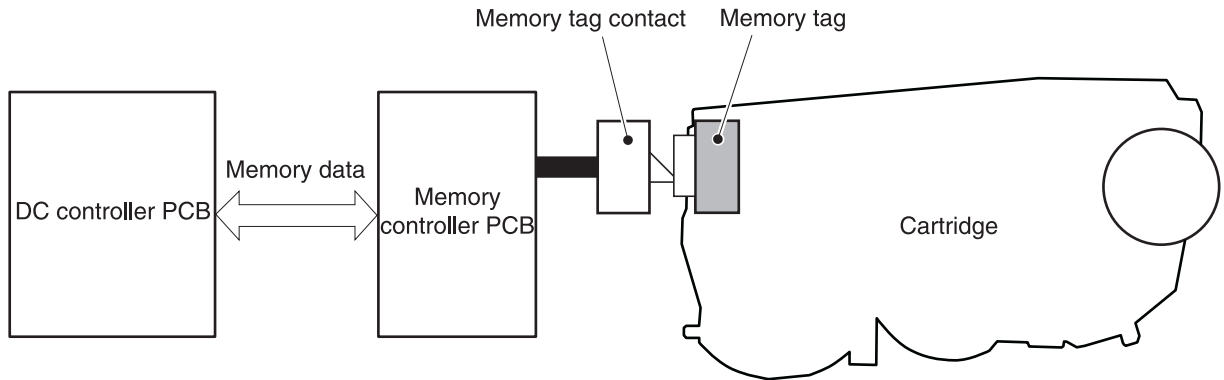 Memory tag contact
Memory tag
Memory data
DC controller PCB
Memory
controller PCB
Cartridge